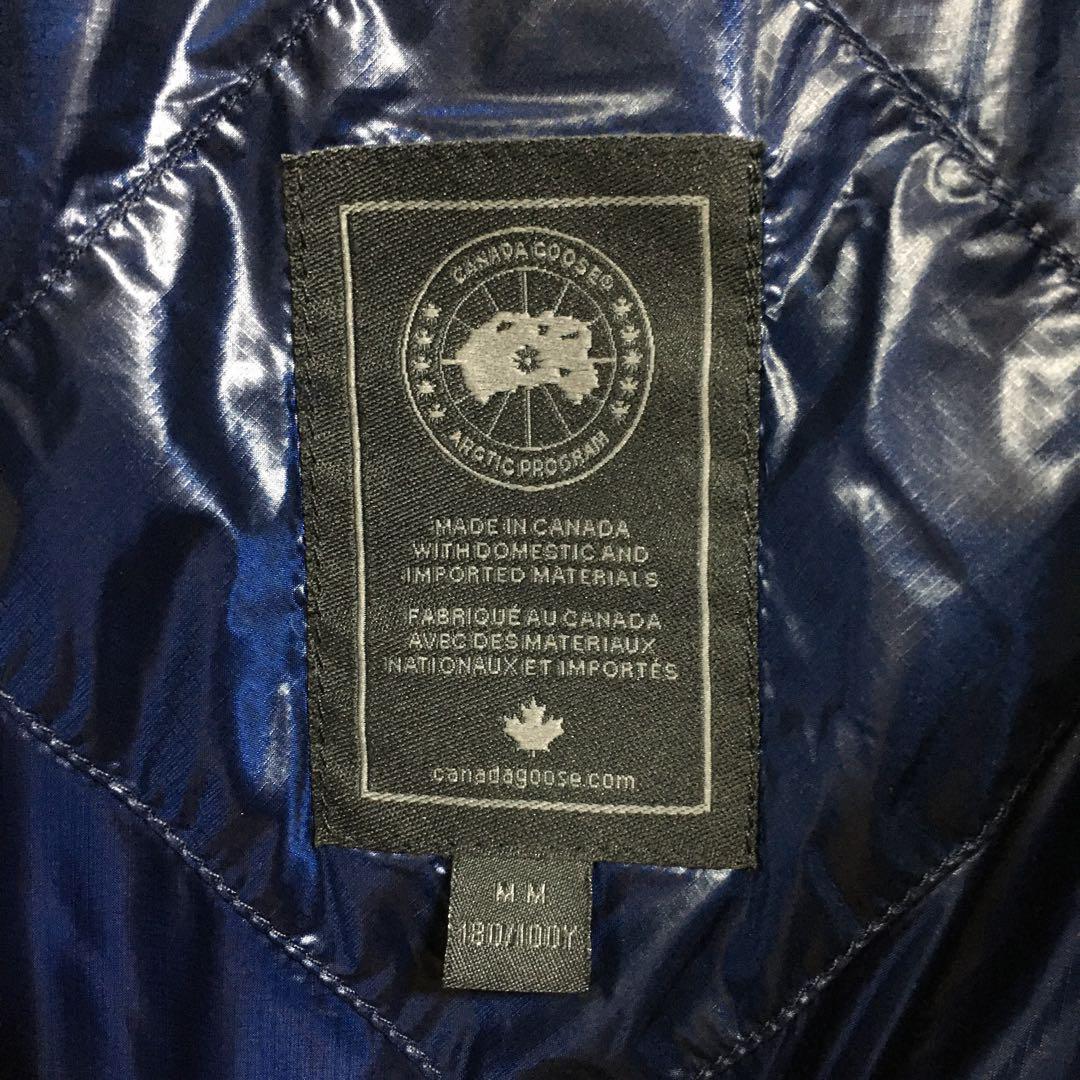 CANADA GOOSE®
ARCTIC PROGRAM
MADE IN CANADA
WITH DOMESTIC AND
IMPORTED MATERIALS
FABRIQUÉ AU CANADA
AVEC DES MATERIAUX
NATIONAUX ET IMPORTÉS
canadagoose.com
M M
180/100Y